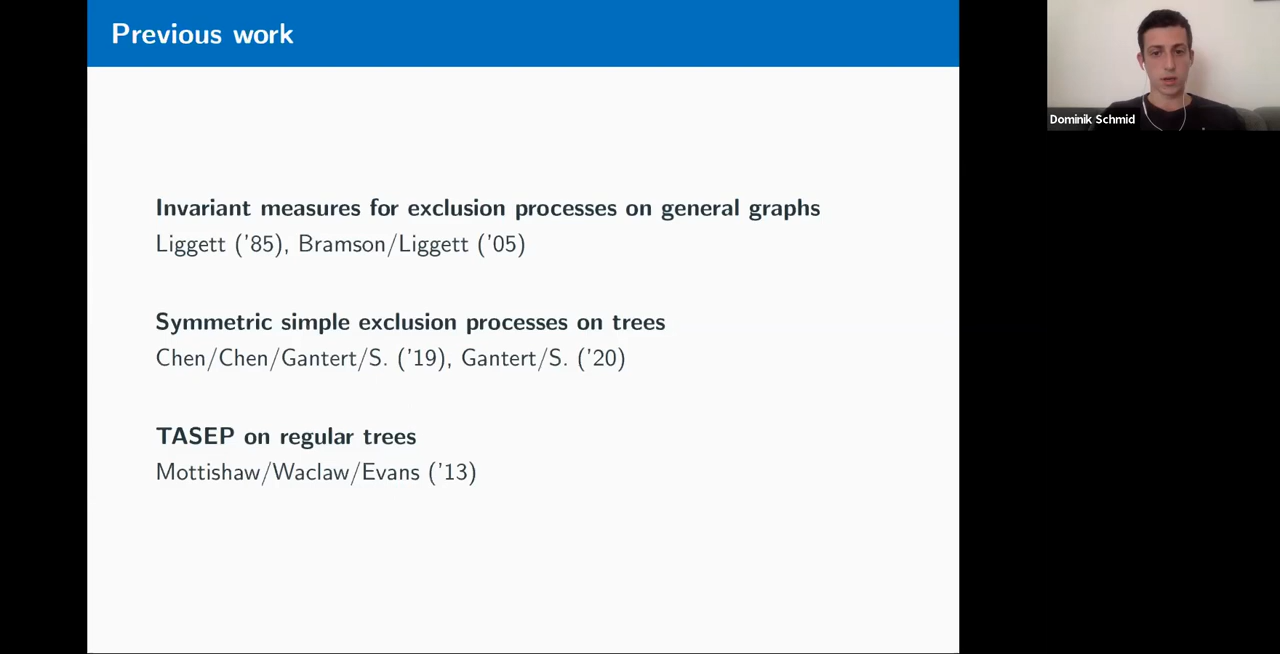 Previous work
Dominik Schmid
Invariant measures for exclusion processes on general graphs
Liggett ('85), Bramson/Liggett ('05)
Symmetric simple exclusion processes on trees
Chen/Chen/Gantert/S. ('19), Gantert/S. ('20)
TASEP on regular trees
Mottishaw/Waclaw/Evans ('13)